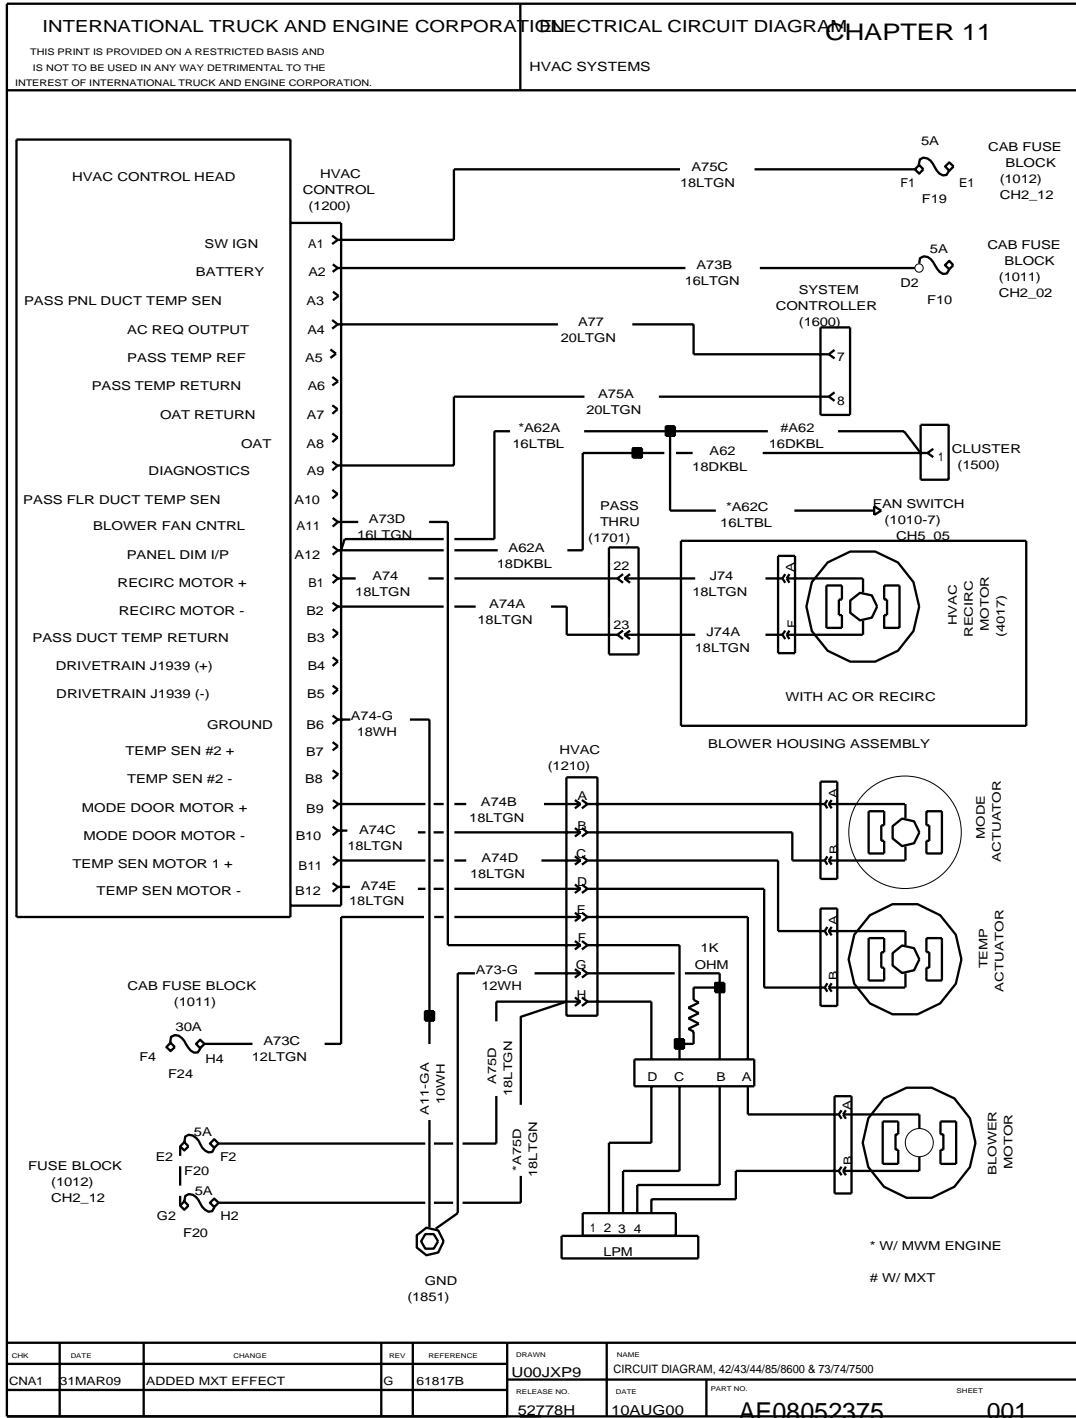 INTERNATIONAL TRUCK AND ENGINE CORPORATION
ELECTRICAL CIRCUIT DIAGRAM
CHAPTER 11
THIS PRINT IS PROVIDED ON A RESTRICTED BASIS AND
IS NOT TO BE USED IN ANY WAY DETRIMENTAL TO THE
INTEREST OF INTERNATIONAL TRUCK AND ENGINE CORPORATION.
HVAC SYSTEMS
HVAC CONTROL HEAD
HVAC
CONTROL
(1200)
SW IGN A1
BATTERY A2
PASS PNL DUCT TEMP SEN A3
AC REQ OUTPUT A4
PASS TEMP REF A5
PASS TEMP RETURN A6
OAT RETURN A7
OAT A8
DIAGNOSTICS A9
PASS FLR DUCT TEMP SEN A10
BLOWER FAN CNTRL A11
PANEL DIM I/P A12
RECIRC MOTOR + B1
RECIRC MOTOR - B2
PASS DUCT TEMP RETURN B3
DRIVETRAIN J1939 (+) B4
DRIVETRAIN J1939 (-) B5
GROUND B6
TEMP SEN #2 + B7
TEMP SEN #2 - B8
MODE DOOR MOTOR + B9
MODE DOOR MOTOR - B10
TEMP SEN MOTOR 1 + B11
TEMP SEN MOTOR - B12
A75C
18LTGN
5A
F1 E1
F19
CAB FUSE
BLOCK
(1012)
CH2_12
A73B
16LTGN
5A
D2
F10
CAB FUSE
BLOCK
(1011)
CH2_02
SYSTEM
CONTROLLER
(1600)
7
8
A77
20LTGN
A75A
20LTGN
*A62A
16LTBL
#A62
16DKBL
A62
18DKBL
1
CLUSTER
(1500)
*A62C
16LTBL
FAN SWITCH
(1010-7)
CH5_05
A73D
16LTGN
A62A
18DKBL
PASS
THRU
(1701)
22
23
A74
18LTGN
A74A
18LTGN
J74
18LTGN
J74A
18LTGN
A
F
HVAC
RECIRC
MOTOR
(4017)
WITH AC OR RECIRC
BLOWER HOUSING ASSEMBLY
A74-G
18WH
HVAC
(1210)
A
B
C
D
E
F
G
H
A74B
18LTGN
A74C
18LTGN
A74D
18LTGN
A74E
18LTGN
A
B
MODE
ACTUATOR
A
B
TEMP
ACTUATOR
A73-G
12WH
1K
OHM
CAB FUSE BLOCK
(1011)
30A
F4 H4
F24
A73C
12LTGN
A11-GA
10WH
A75D
18LTGN
*A75D
18LTGN
D C B A
FUSE BLOCK
(1012)
CH2_12
5A
E2 F2
F20
5A
G2 H2
F20
A
B
BLOWER
MOTOR
1 2 3 4
LPM
GND
(1851)
* W/ MWM ENGINE
# W/ MXT
CHK DATE CHANGE REV REFERENCE
CNA1 31MAR09 ADDED MXT EFFECT G 61817B
DRAWN
U00JXP9
NAME
CIRCUIT DIAGRAM, 42/43/44/85/8600 & 73/74/7500
RELEASE NO.
52778H
DATE
10AUG00
PART NO.
AE08052375
SHEET
001